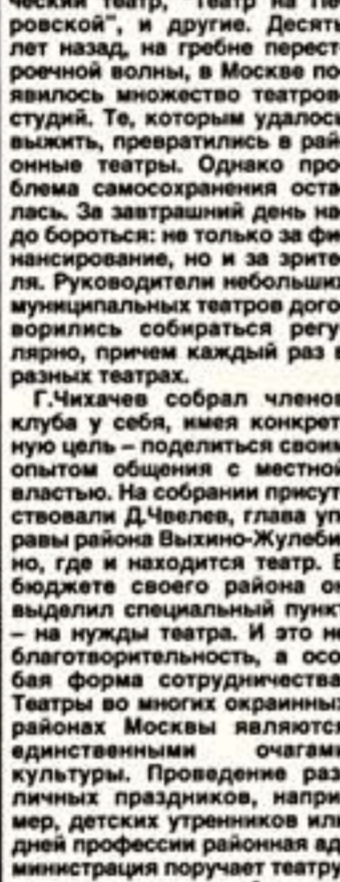 ческий театр, "Театр на Пе
ровской", и другие. Десять
лет назад, на гребне перест
роечной волны, в Москве по
явилось множество театров
студий. Те, которым удалось
выжить, превратились в рай
онные театры. Однако про
блема самосохранения оста
лась. За завтрашний день на
до бороться: не только за фи
нансирование, но и за зрите
ля. Руководители небольших
муниципальных театров дого
ворились собираться регу
лярно, причем каждый раз в
разных театрах.
Г.Чихачев собрал членов
клуба у себя, имея конкрет
ную цель – поделиться своим
опытом общения с местной
властью. На собрании присут
ствовали Д.Чвелев, глава уп
равы района Выхино-Жулеби
но, где и находится театр. В
бюджете своего района он
выделил специальный пункт
– на нужды театра. И это не
благотворительность, а осо
бая форма сотрудничества.
Театры во многих окраинных
районах Москвы являются
единственными очагами
культуры. Проведение раз
личных праздников, напри
мер, детских утренников или
дней профессии районная ад
министрация поручает театру